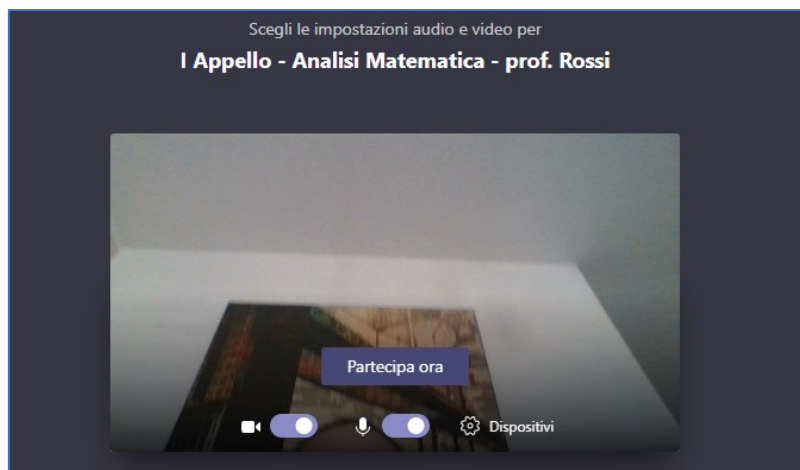 Scegli le impostazioni audio e video per
I Appello - Analisi Matematica - prof. Rossi
Partecipa ora
Dispositivi